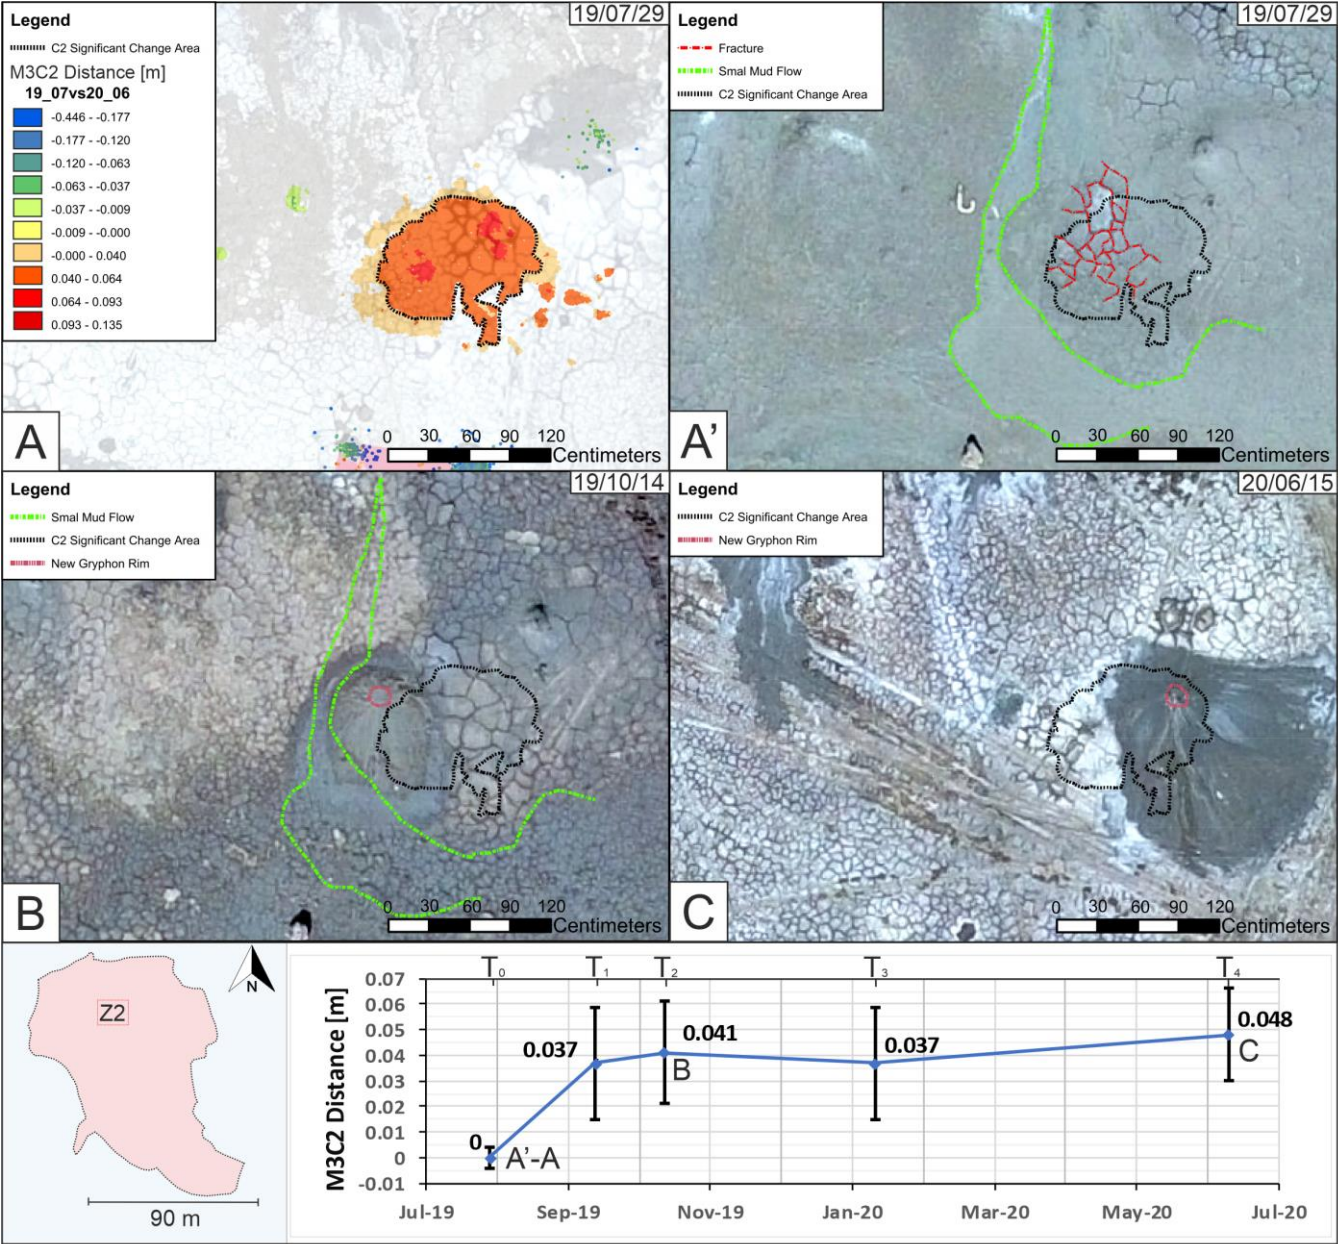 Legend
C2 Significant Change Area
M3C2 Distance [m]
19_07vs20_06
-0.446 - -0.177
-0.177 - -0.120
-0.120 - -0.063
-0.063 - -0.037
-0.037 - -0.009
-0.009 - -0.000
-0.000 - 0.040
0.040 - 0.064
0.064 - 0.093
0.093 - 0.135
19/07/29
A
0 30 60 90 120
Centimeters
Legend
Fracture
Smal Mud Flow
C2 Significant Change Area
19/07/29
A'
0 30 60 90 120
Centimeters
Legend
Smal Mud Flow
C2 Significant Change Area
New Gryphon Rim
19/10/14
B
0 30 60 90 120
Centimeters
Legend
C2 Significant Change Area
New Gryphon Rim
20/06/15
C
0 30 60 90 120
Centimeters
Z2
N
90 m
M3C2 Distance [m]
T0 T1 T2 T3 T4
0.07
0.06
0.05
0.04
0.03
0.02
0.01
0
-0.01
0
A'-A
0.037
0.041
B
0.037
0.048
C
Jul-19 Sep-19 Nov-19 Jan-20 Mar-20 May-20 Jul-20